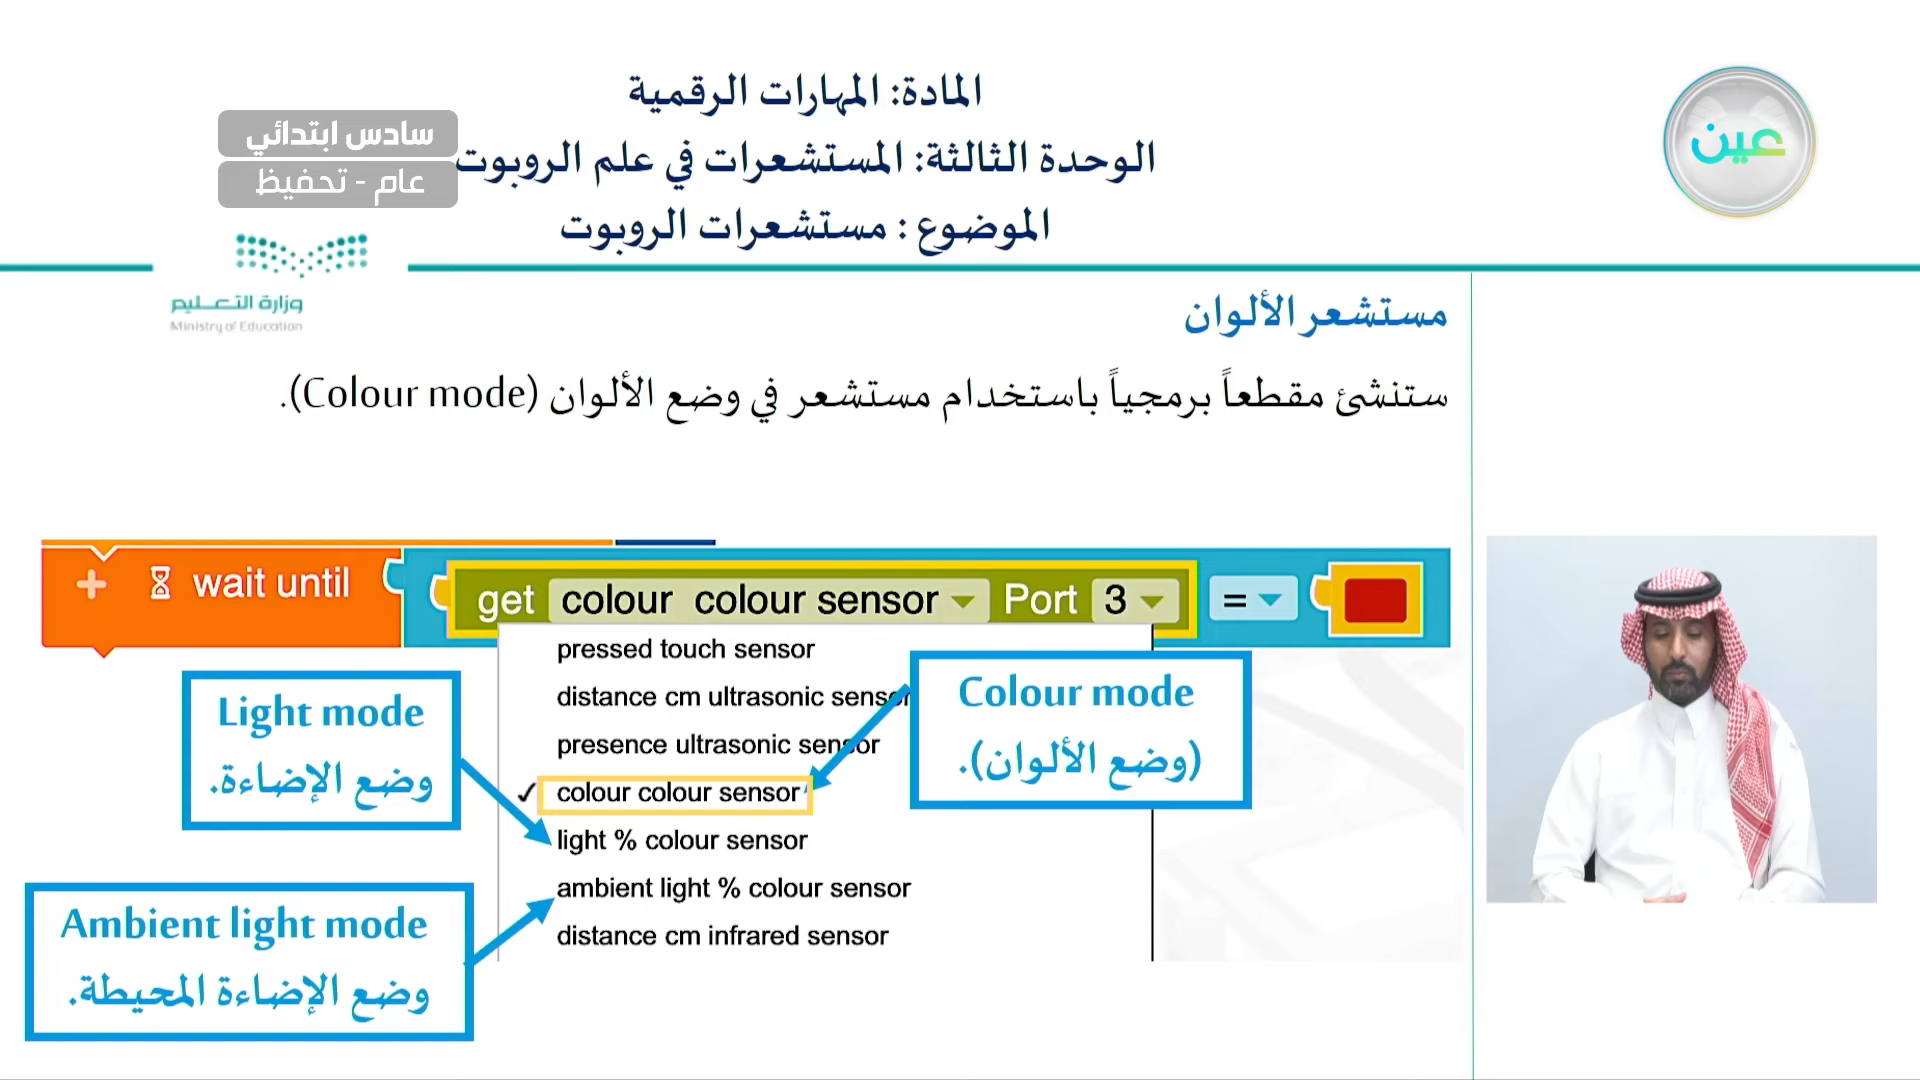 المادة: المهارات الرقمية
الوحدة الثالثة: المستشعرات في علم الروبوت
الموضوع : مستشعرات الروبوت
سادس ابتدائي
عام - تحفيظ
عين
وزارة التعليم
Ministry of Education
مستشعر الألوان
ستنشئ مقطعاً برمجياً باستخدام مستشعر في وضع الألوان (Colour mode).
+ wait until get colour colour sensor Port 3 =
pressed touch sensor
distance cm ultrasonic sensor
presence ultrasonic sensor
✓ colour colour sensor
light % colour sensor
ambient light % colour sensor
distance cm infrared sensor
Colour mode
(وضع الألوان).
Light mode
وضع الإضاءة.
Ambient light mode
وضع الإضاءة المحيطة.